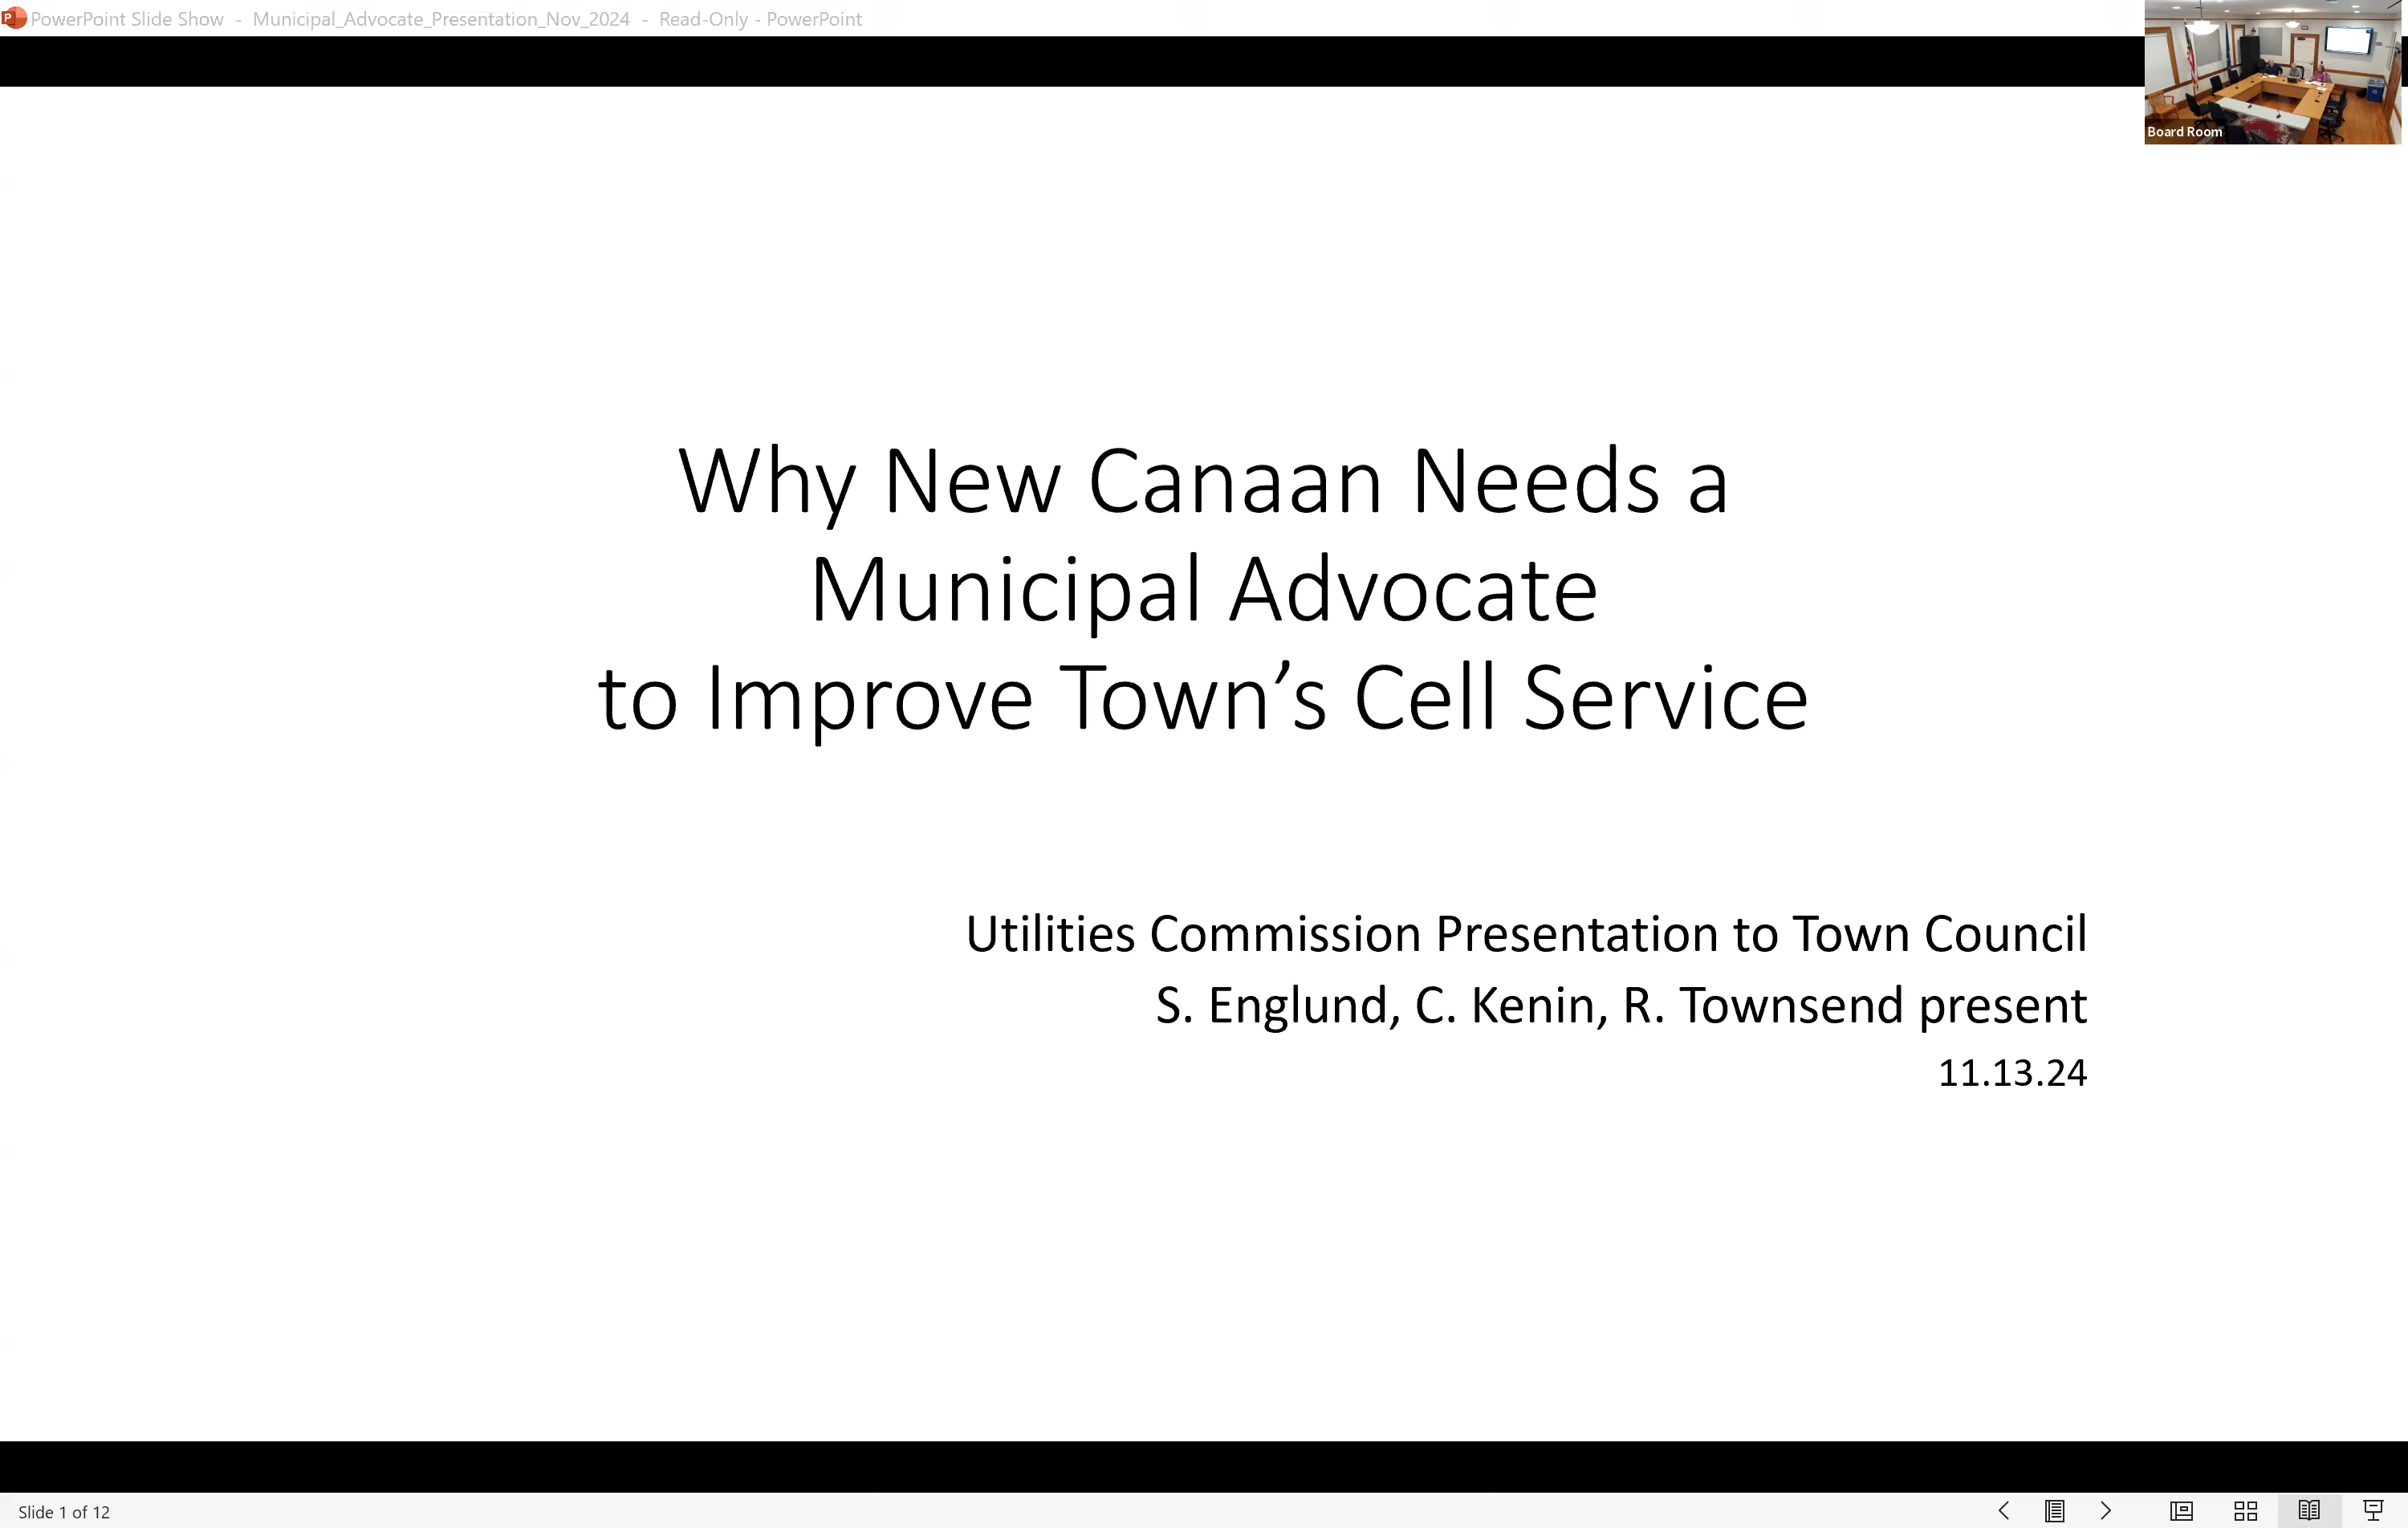 PowerPoint Slide Show - Municipal_Advocate_Presentation_Nov_2024 - Read-Only - PowerPoint
Board Room
Why New Canaan Needs a
Municipal Advocate
to Improve Town’s Cell Service
Utilities Commission Presentation to Town Council
S. Englund, C. Kenin, R. Townsend present
11.13.24
Slide 1 of 12